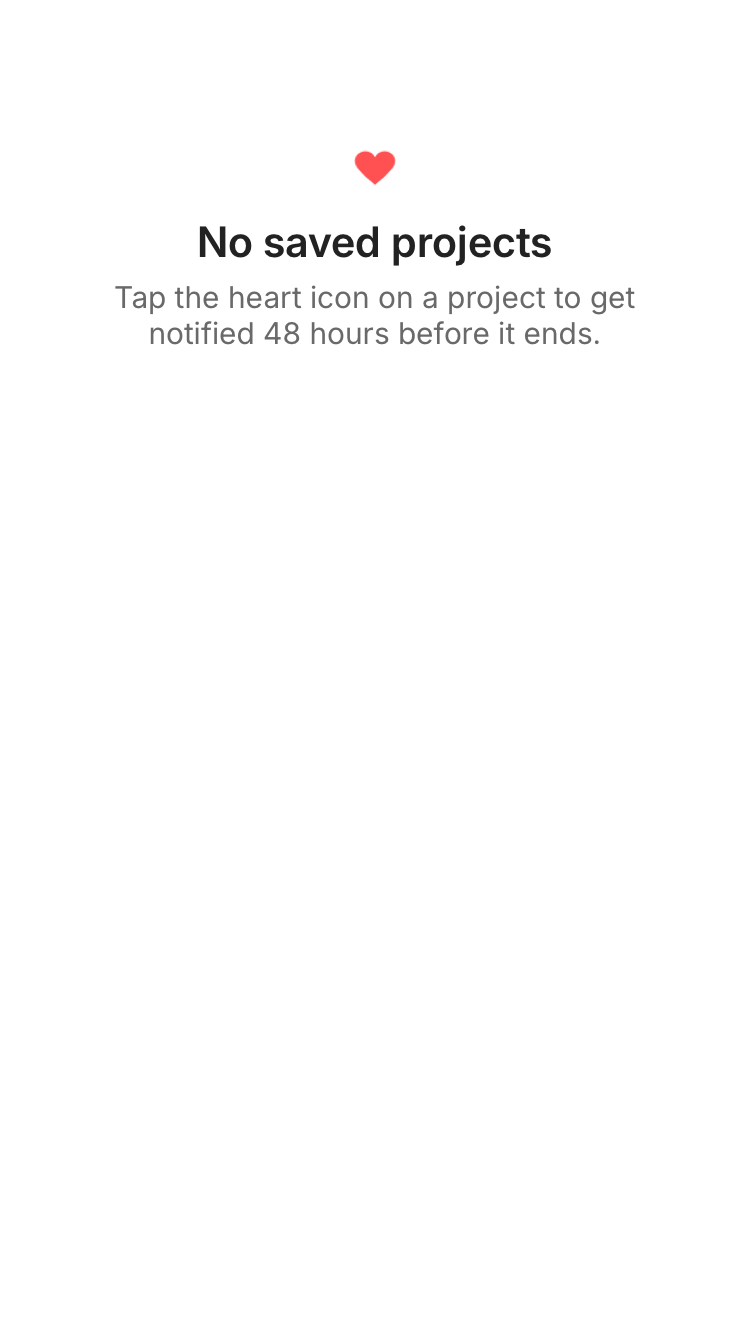 No saved projects
Tap the heart icon on a project to get
notified 48 hours before it ends.